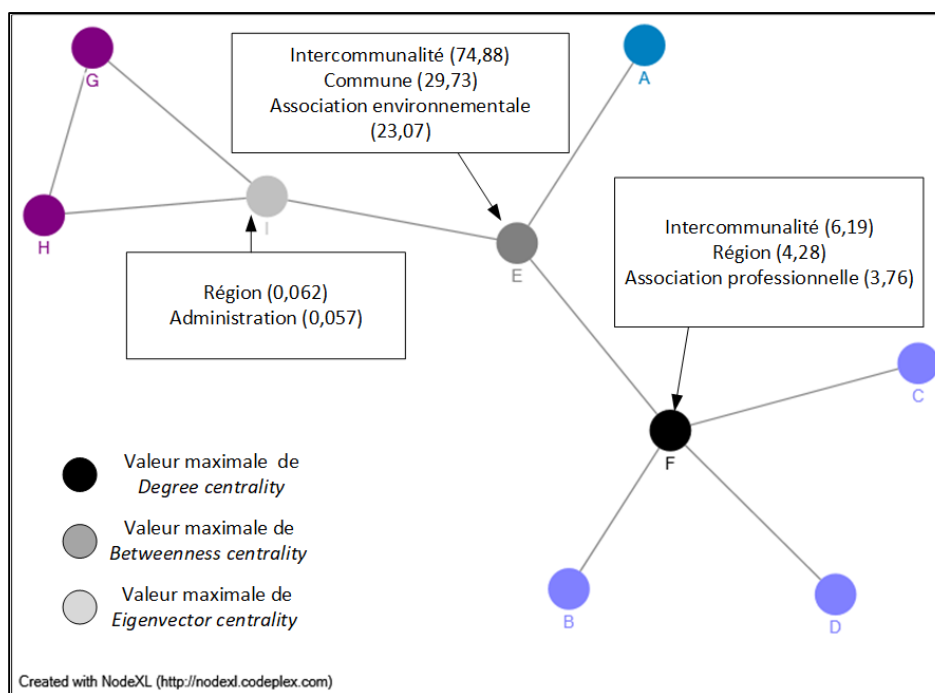 G
Intercommunalité (74,88)
Commune (29,73)
Association environnementale
(23,07)
A
H
I
E
Intercommunalité (6,19)
Région (4,28)
Association professionnelle (3,76)
Région (0,062)
Administration (0,057)
C
F
Valeur maximale de
Degree centrality
Valeur maximale de
Betweenness centrality
Valeur maximale de
Eigenvector centrality
B
D
Created with NodeXL (http://nodexl.codeplex.com)